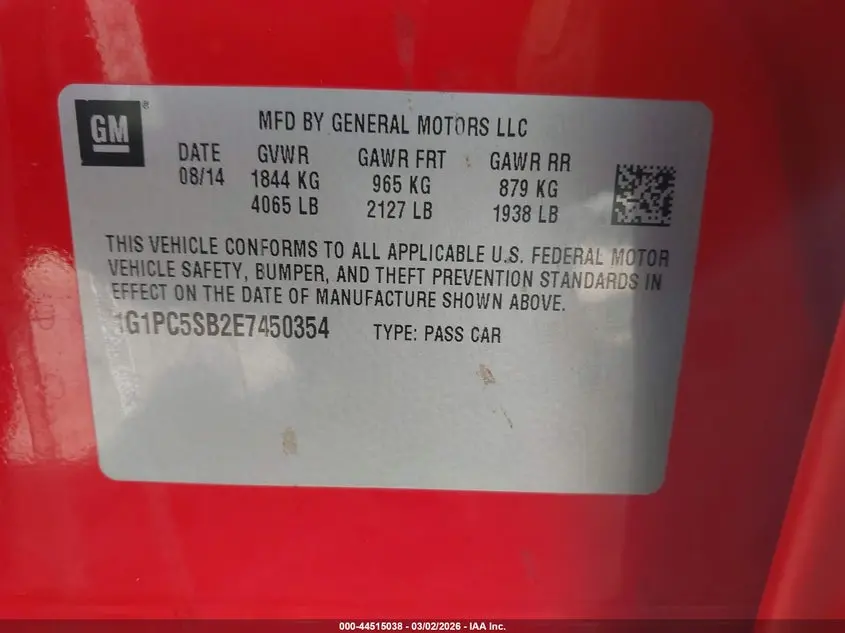 GM ®
MFD BY GENERAL MOTORS LLC
DATE GVWR GAWR FRT GAWR RR
08/14 1844 KG 965 KG 879 KG
4065 LB 2127 LB 1938 LB
THIS VEHICLE CONFORMS TO ALL APPLICABLE U.S. FEDERAL MOTOR
VEHICLE SAFETY, BUMPER, AND THEFT PREVENTION STANDARDS IN
EFFECT ON THE DATE OF MANUFACTURE SHOWN ABOVE.
1G1PC5SB2E7450354 TYPE: PASS CAR
000-44515038 - 03/02/2026 - IAA Inc.